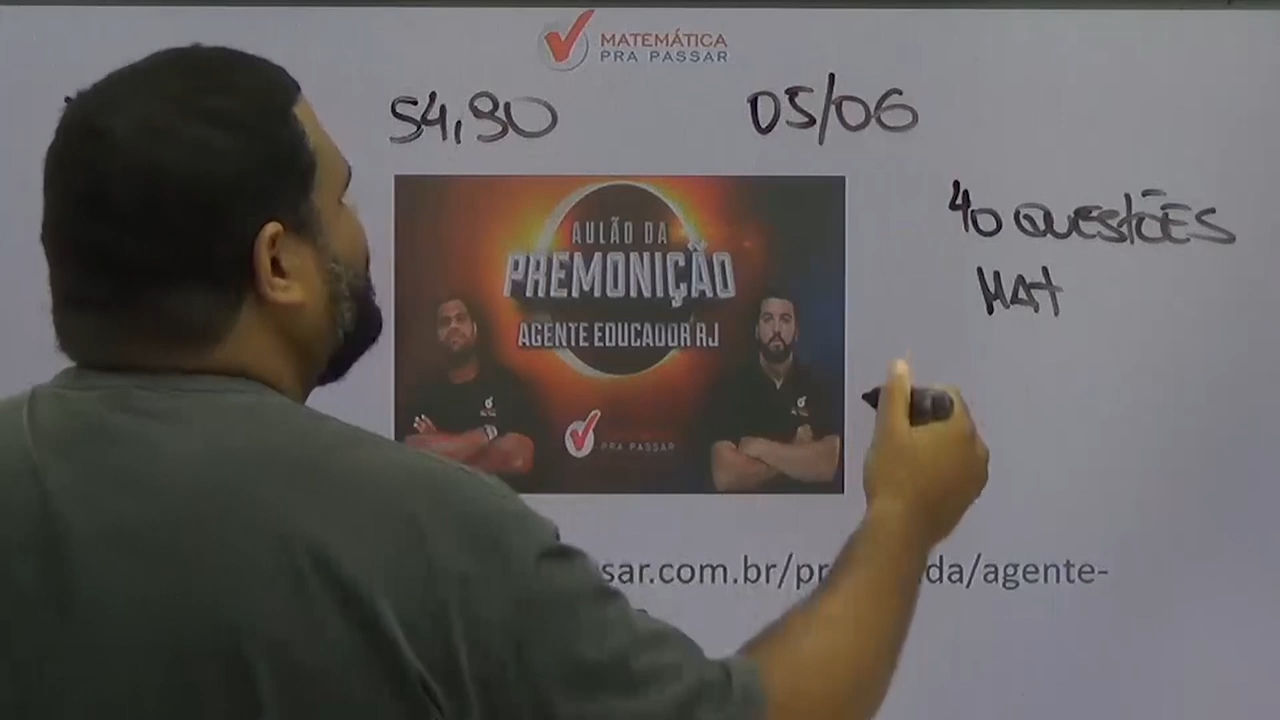 MATEMÁTICA
PRA PASSAR
54,90
05/06
40 QUESTÕES
MAT
AULÃO DA
PREMONIÇÃO
AGENTE EDUCADOR RJ
PRA PASSAR
sar.com.br/pr
da/agente-